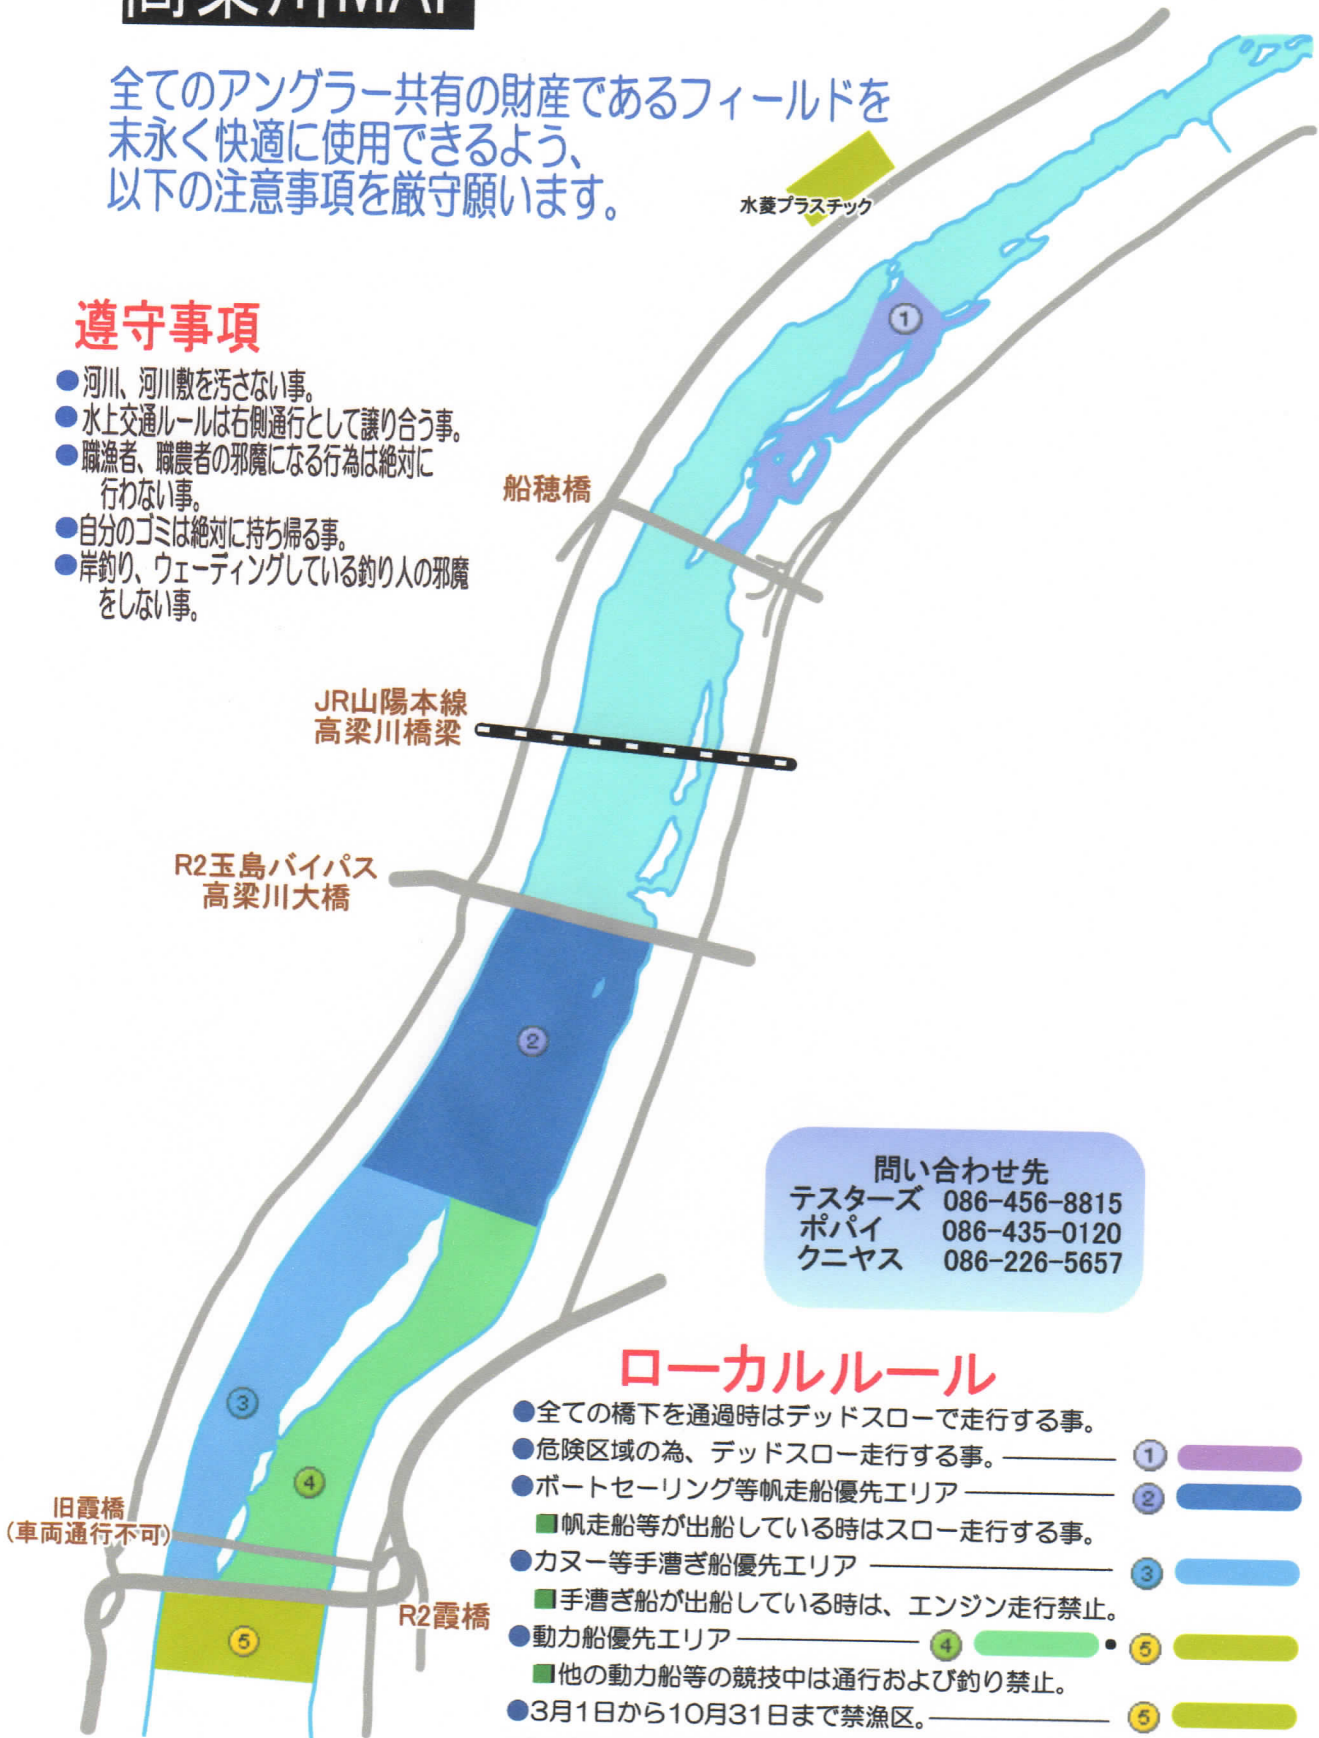 高梁川MAP
全てのアングラー共有の財産であるフィールドを
末永く快適に使用できるよう、
以下の注意事項を厳守願います。
水菱プラスチック
①
遵守事項
●河川、河川敷を汚さない事。
●水上交通ルールは右側通行として譲り合う事。
●職漁者、職農者の邪魔になる行為は絶対に
行わない事。
●自分のゴミは絶対に持ち帰る事。
●岸釣り、ウェーディングしている釣り人の邪魔
をしない事。
船穂橋
JR山陽本線
高梁川橋梁
R2玉島バイパス
高梁川大橋
②
問い合わせ先
テスターズ 086-456-8815
ポパイ 086-435-0120
クニヤス 086-226-5657
③
④
旧霞橋
(車両通行不可)
R2霞橋
⑤
ローカルルール
●全ての橋下を通過時はデッドスローで走行する事。
●危険区域の為、デッドスロー走行する事。 ①
●ボートセーリング等帆走船優先エリア ②
■帆走船等が出船している時はスロー走行する事。
●カヌー等手漕ぎ船優先エリア ③
■手漕ぎ船が出船している時は、エンジン走行禁止。
●動力船優先エリア ④・⑤
■他の動力船等の競技中は通行および釣り禁止。
●3月1日から10月31日まで禁漁区。 ⑤